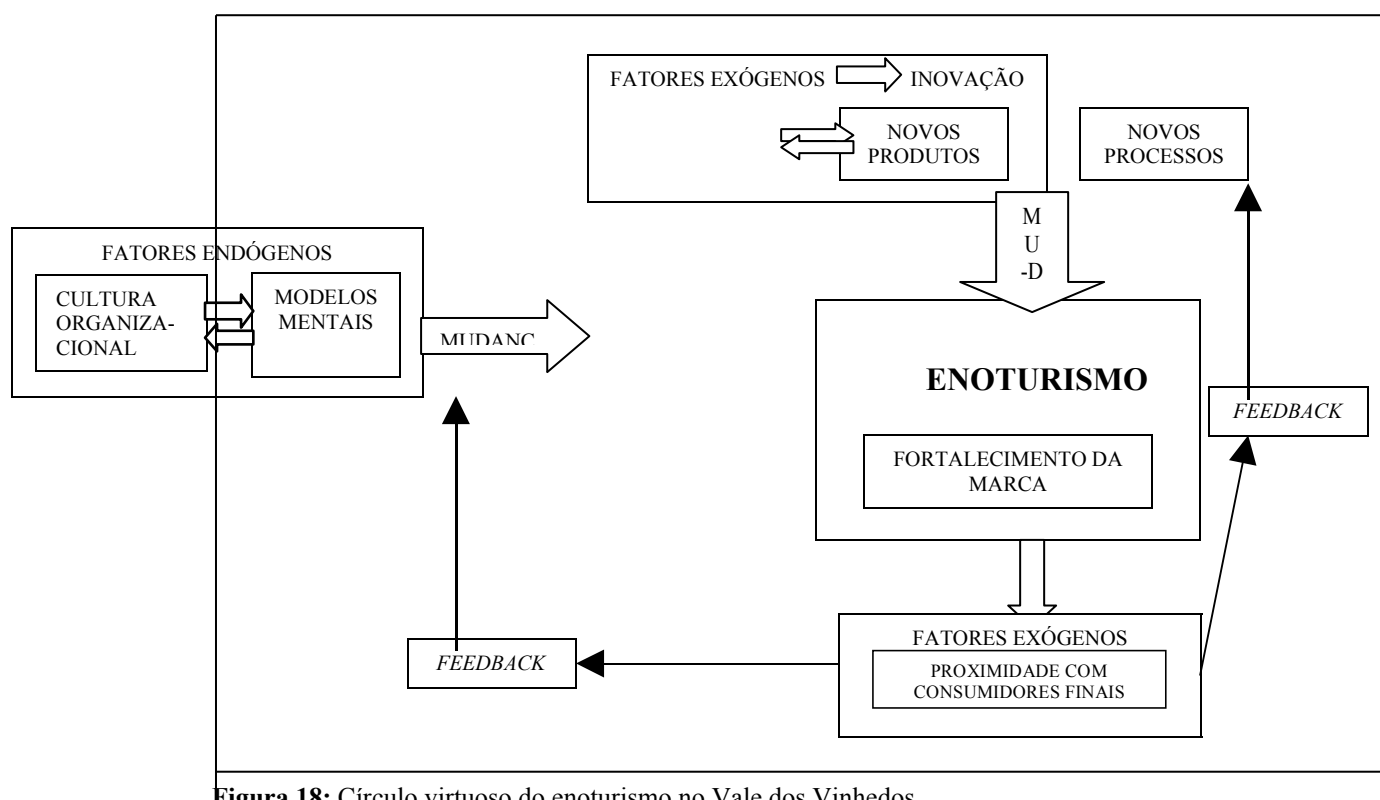 FATORES EXÓGENOS INOVAÇÃO
NOVOS
PRODUTOS
NOVOS
PROCESSOS
M
U
-D
FATORES ENDÓGENOS
CULTURA
ORGANIZA-
CIONAL
MODELOS
MENTAIS
MUDANC
ENOTURISMO
FORTALECIMENTO DA
MARCA
FEEDBACK
FATORES EXÓGENOS
PROXIMIDADE COM
CONSUMIDORES FINAIS
FEEDBACK
Figura 18: Círculo virtuoso do enoturismo no Vale dos Vinhedos